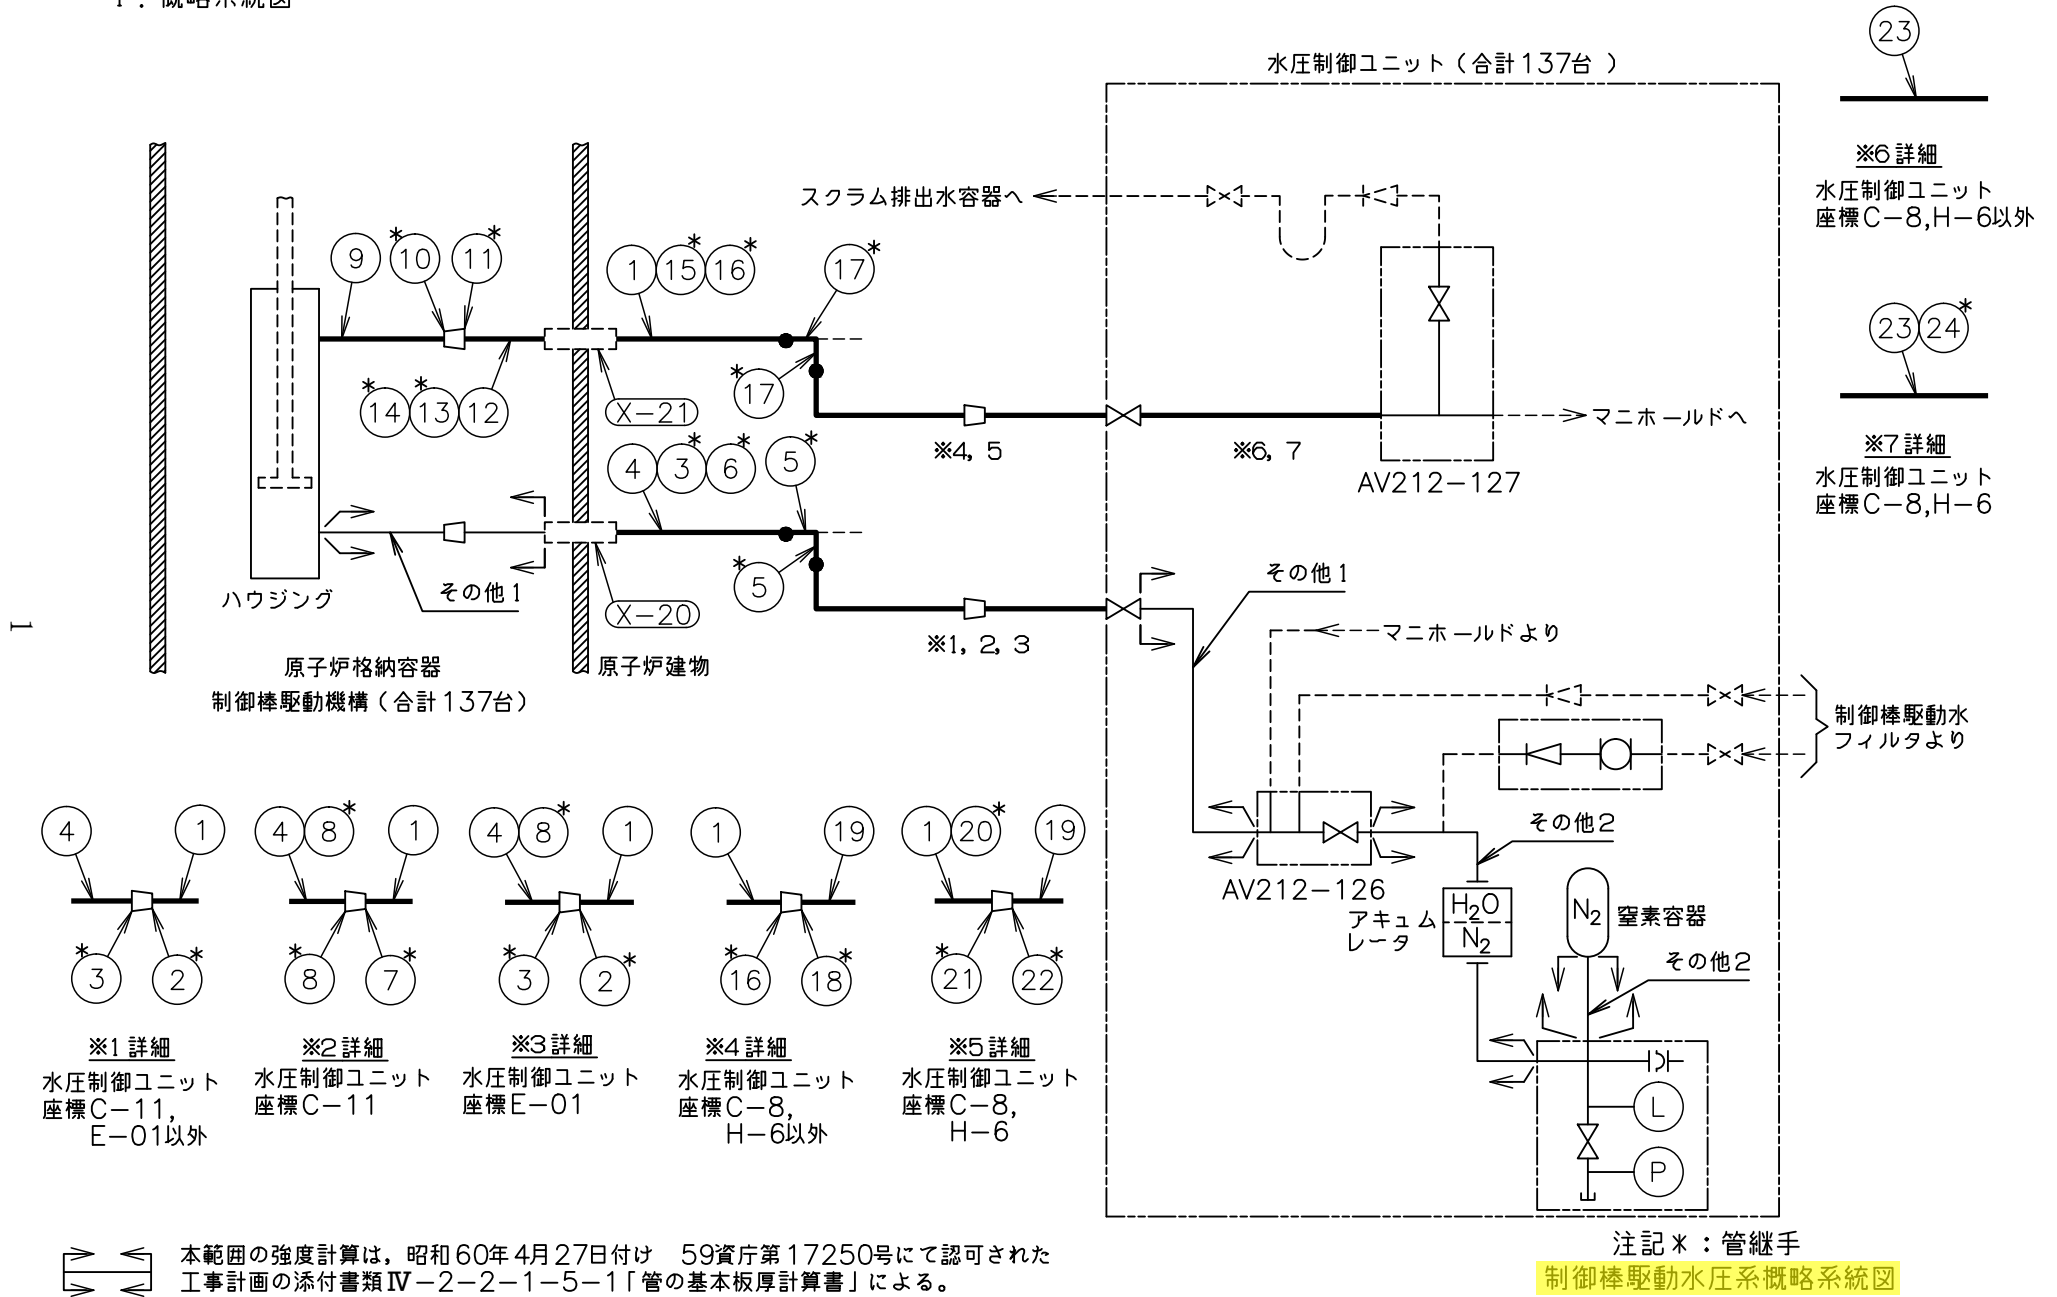 1．概略系統図
23
水圧制御ユニット（合計137台 ）
※6詳細
水圧制御ユニット
座標C−8,H−6以外
スクラム排出水容器へ
9 *10 11*
1 15* 16* 17*
*14 *13 12
X−21
*17
マニホールドへ
※4, 5
※6, 7
AV212−127
23 24*
※7詳細
水圧制御ユニット
座標C−8,H−6
4 3* 6* 5*
その他1
ハウジング
X−20
*5
その他1
マニホールドより
※1, 2, 3
原子炉格納容器
原子炉建物
制御棒駆動機構（合計137台）
制御棒駆動水
フィルタより
その他2
AV212−126
アキュム
レータ
H2O
N2
N2
窒素容器
その他2
L
P
4 1
*3 2*
※1詳細
水圧制御ユニット
座標C−11,
E−01以外
4 8* 1
*8 7*
※2詳細
水圧制御ユニット
座標C−11
4 8* 1
*3 2*
※3詳細
水圧制御ユニット
座標E−01
1 19
*16 18*
※4詳細
水圧制御ユニット
座標C−8,
H−6以外
1 20* 19
*21 22*
※5詳細
水圧制御ユニット
座標C−8,
H−6
1
本範囲の強度計算は，昭和60年4月27日付け 59資庁第17250号にて認可された
工事計画の添付書類Ⅳ−2−2−1−5−1「管の基本板厚計算書」による。
注記＊：管継手
制御棒駆動水圧系概略系統図